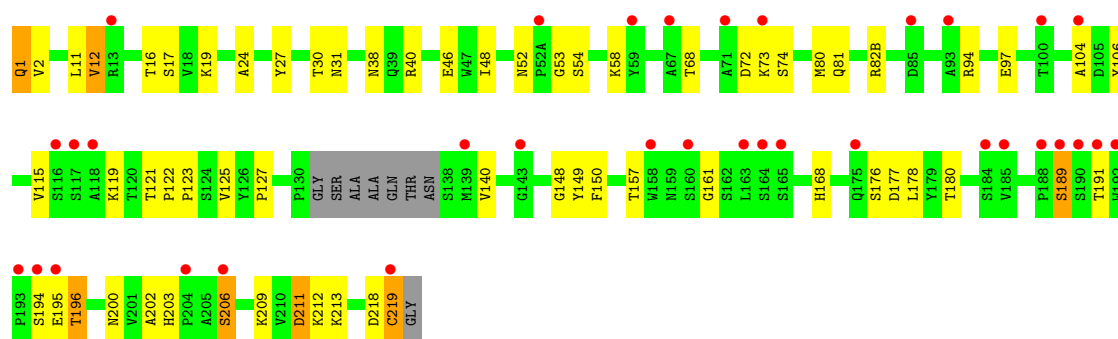 Q1 V2 L11 V12 R13 T16 S17 V18 K19 A24 Y27 T30 N31 N38 Q39 R40 E46 W47 I48 N52 P52A G53 S54 K58 Y59 A67 T68 A71 D72 K73 S74 M80 Q81 R82B D85 A93 R94 E97 T100 A104 D105 Y106
V115 S116 S117 A118 K119 T120 T121 P122 P123 S124 V125 Y126 P127 P130 GLY SER ALA ALA GLN THR ASN S138 M139 V140 G143 G148 Y149 F150 T157 W158 N159 S160 G161 S162 L163 S164 S165 H168 Q175 S176 D177 L178 Y179 T180 S184 V185 P188 S189 S190 T191 W192
P193 S194 E195 T196 N200 V201 A202 H203 P204 A205 S206 K209 V210 D211 K212 K213 D218 C219 GLY